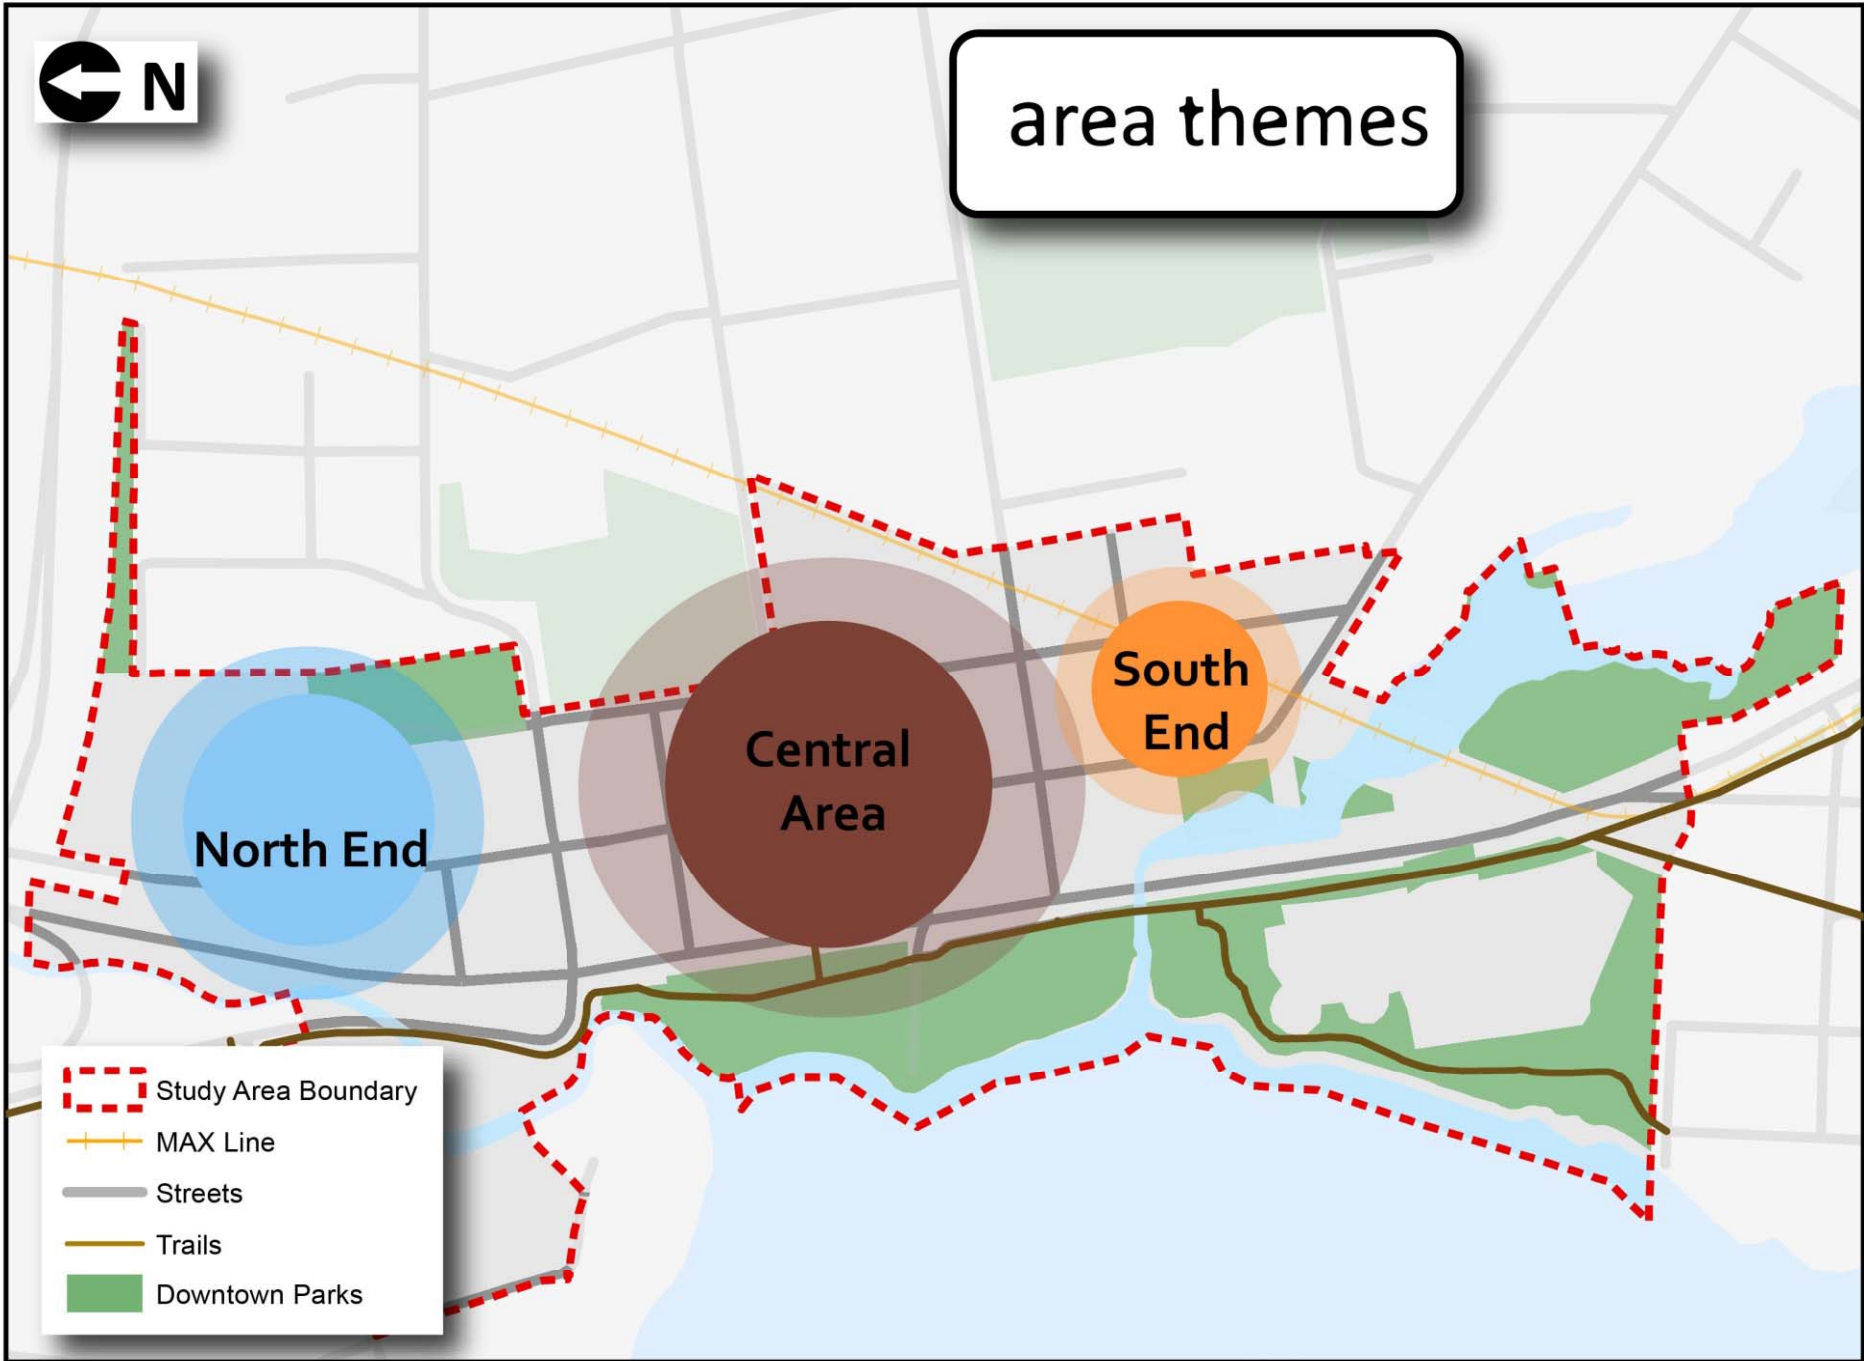 N
area themes
South
End
Central
Area
North End
Study Area Boundary
MAX Line
Streets
Trails
Downtown Parks